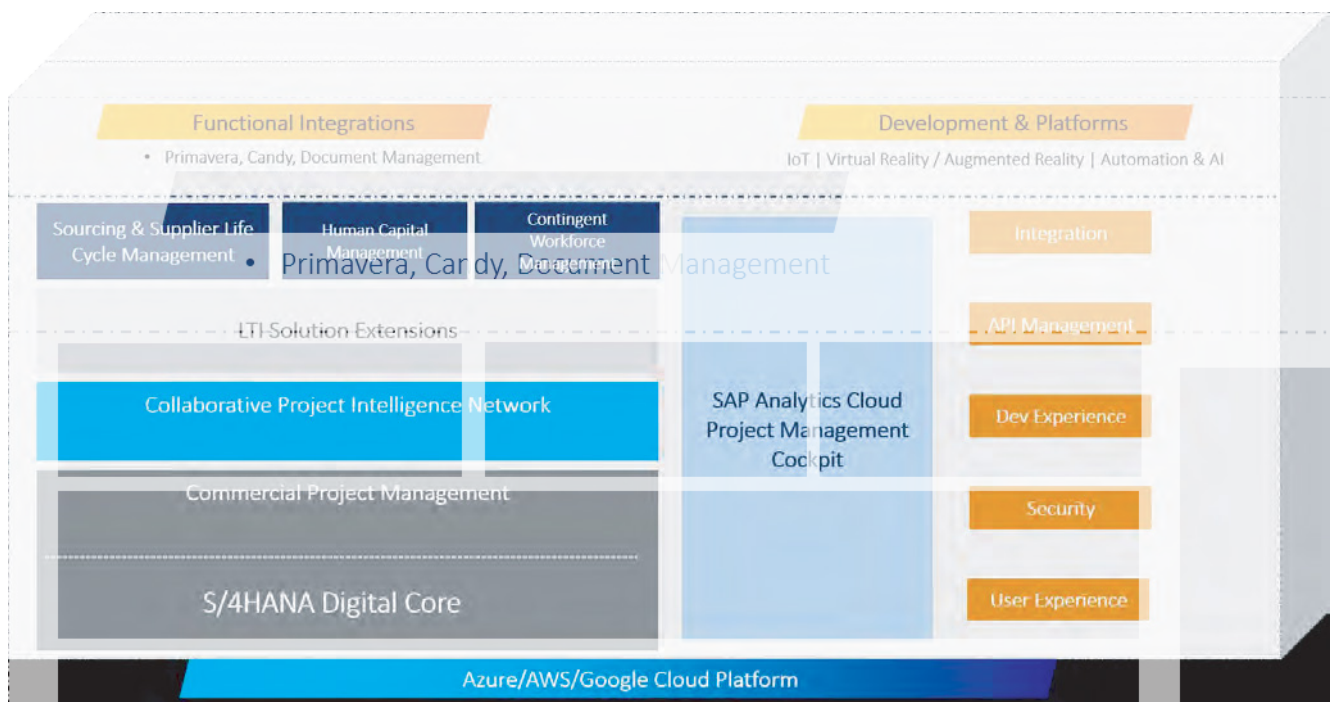 Functional Integrations
• Primavera, Candy, Document Management
Development & Platforms
IoT | Virtual Reality / Augmented Reality | Automation & AI
Sourcing & Supplier Life
Cycle Management
Human Capital
Management
Contingent
Workforce
Management
• Primavera, Candy, Document Management
LTI Solution Extensions
Collaborative Project Intelligence Network
Commercial Project Management
S/4HANA Digital Core
SAP Analytics Cloud
Project Management
Cockpit
Integration
API Management
Dev Experience
Security
User Experience
Azure/AWS/Google Cloud Platform